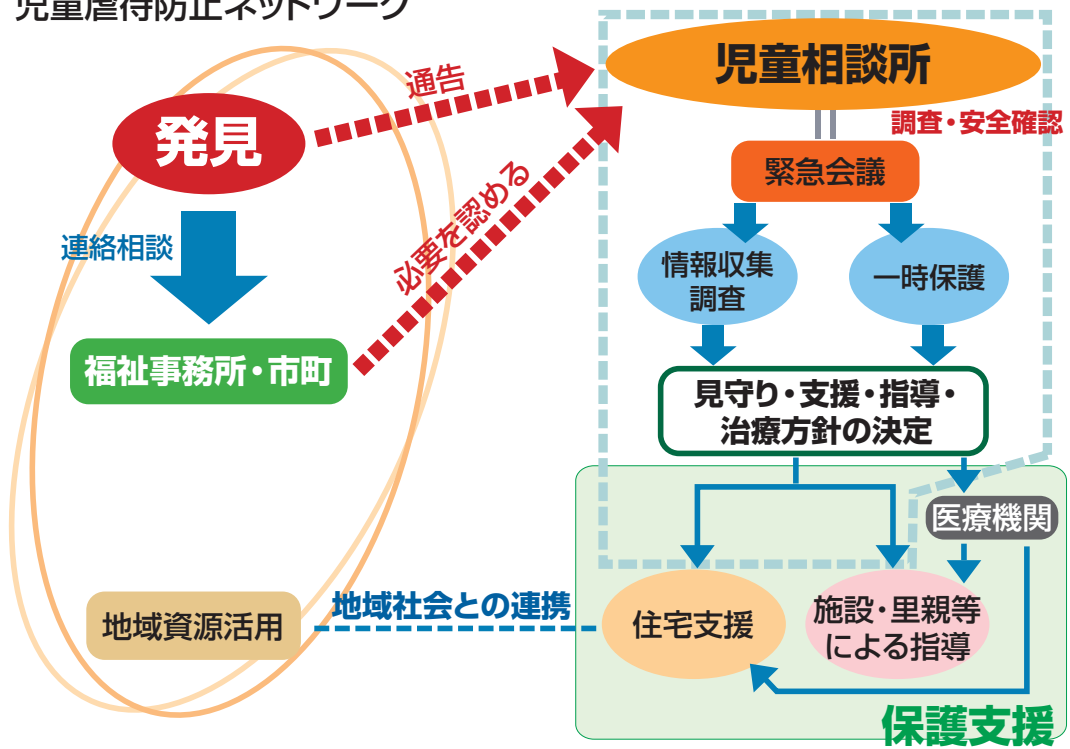 児童虐待防止ネットワーク
児童相談所
通告
発見
調査・安全確認
緊急会議
必要を認める
連絡相談
情報収集
調査
一時保護
福祉事務所・市町
見守り・支援・指導・
治療方針の決定
医療機関
地域資源活用
地域社会との連携
住宅支援
施設・里親等
による指導
保護支援